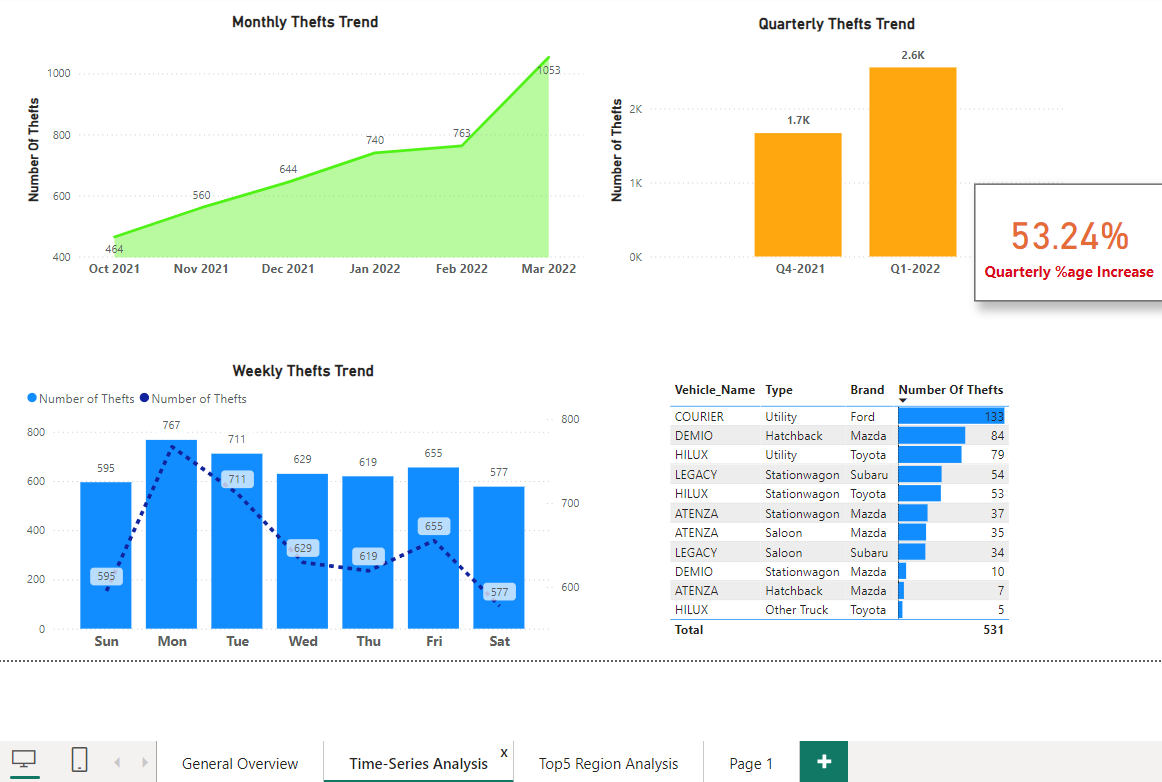 Monthly Thefts Trend
Number Of Thefts
1000
800
600
400
464
560
644
740
763
1053
Oct 2021 Nov 2021 Dec 2021 Jan 2022 Feb 2022 Mar 2022
Quarterly Thefts Trend
Number of Thefts
2K
1K
0K
1.7K
2.6K
Q4-2021 Q1-2022
53.24%
Quarterly %age Increase
Weekly Thefts Trend
Number of Thefts Number of Thefts
800
600
400
200
0
595 767 711 629 619 655 577
595 711 629 619 655 577
800
700
600
Sun Mon Tue Wed Thu Fri Sat
Vehicle_Name Type Brand Number Of Thefts
COURIER Utility Ford 133
DEMIO Hatchback Mazda 84
HILUX Utility Toyota 79
LEGACY Stationwagon Subaru 54
HILUX Stationwagon Toyota 53
ATENZA Stationwagon Mazda 37
ATENZA Saloon Mazda 35
LEGACY Saloon Subaru 34
DEMIO Stationwagon Mazda 10
ATENZA Hatchback Mazda 7
HILUX Other Truck Toyota 5
Total 531
General Overview Time-Series Analysis x Top5 Region Analysis Page 1 +